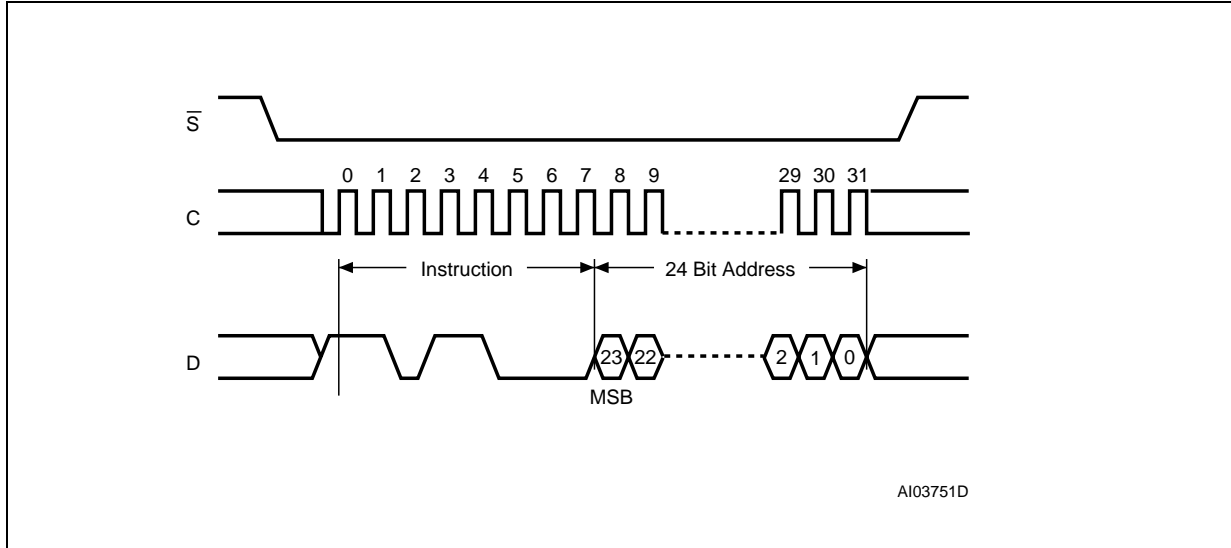 S̅
0 1 2 3 4 5 6 7 8 9 29 30 31
C
Instruction 24 Bit Address
D
23 22 2 1 0
MSB
AI03751D